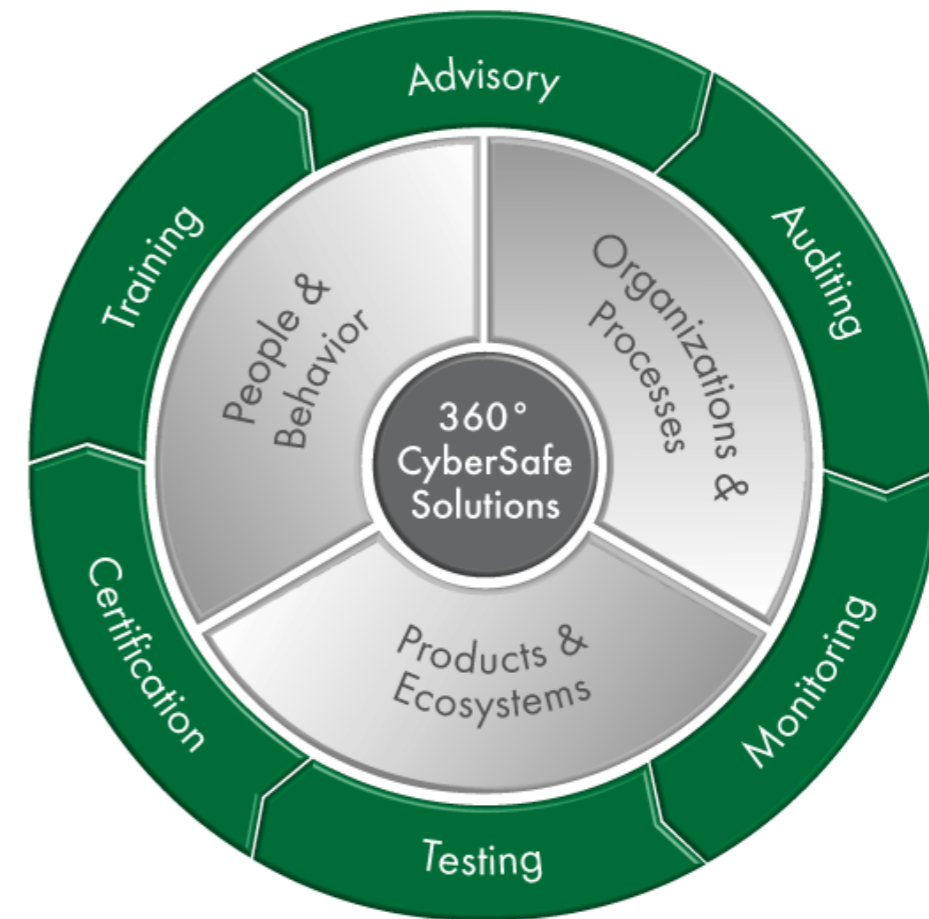 Advisory
Auditing
Monitoring
Testing
Certification
Training
People &
Behavior
Organizations &
Processes
Products &
Ecosystems
360°
CyberSafe
Solutions